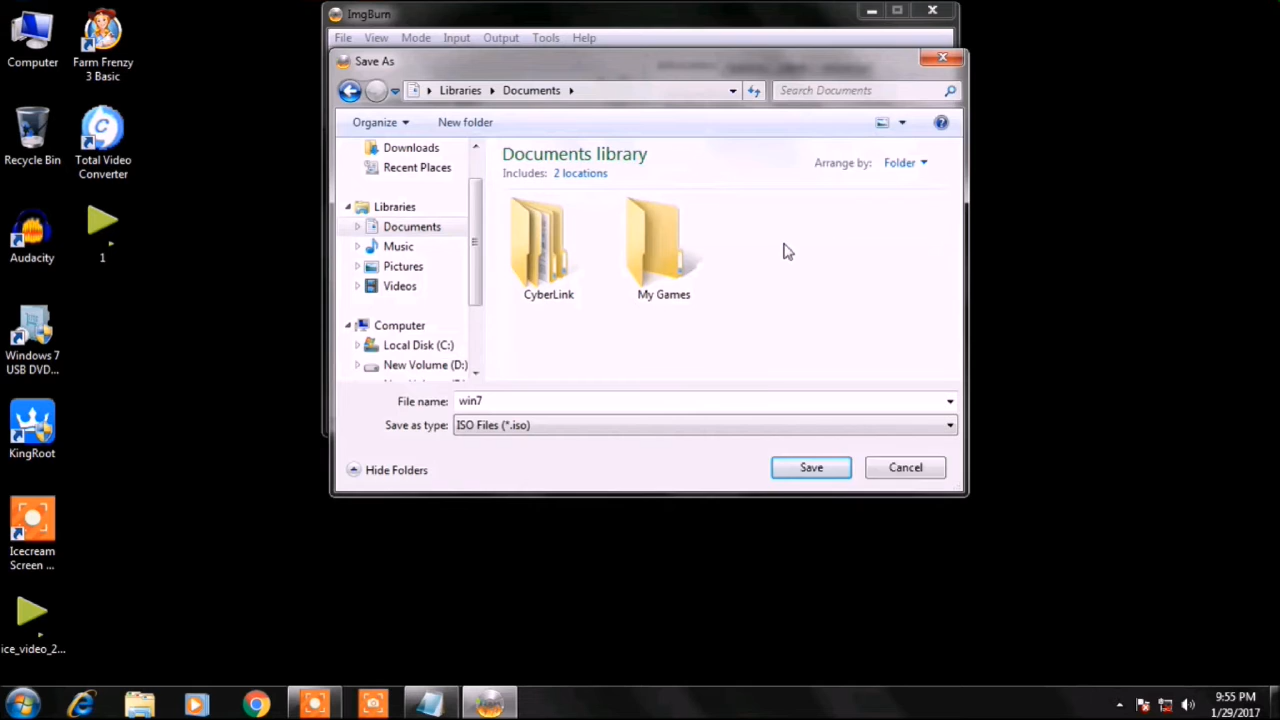 Computer
Farm Frenzy
3 Basic
Recycle Bin
Total Video
Converter
Audacity
1
Windows 7
USB DVD...
KingRoot
Icecream
Screen ...
ice_video_2...
ImgBurn
File View Mode Input Output Tools Help
Save As
Libraries Documents
Search Documents
Organize New folder
Downloads
Recent Places
Libraries
Documents
Music
Pictures
Videos
Computer
Local Disk (C:)
New Volume (D:)
Documents library
Includes: 2 locations
Arrange by: Folder
CyberLink
My Games
File name: win7
Save as type: ISO Files (*.iso)
Hide Folders
Save
Cancel
9:55 PM
1/29/2017